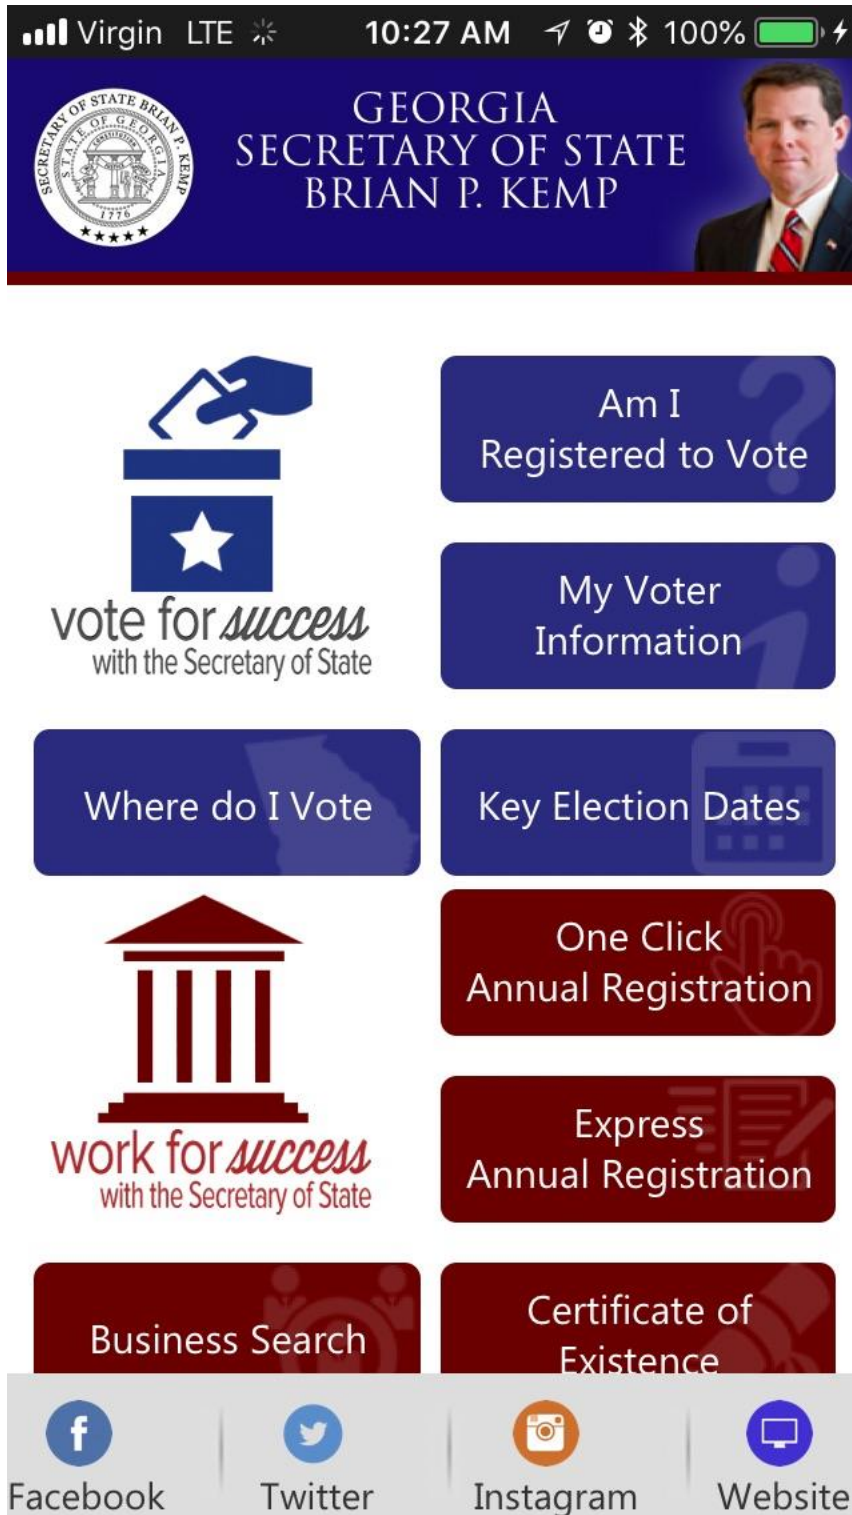 Virgin LTE 10:27 AM 100%
SECRETARY OF STATE BRIAN P. KEMP
STATE OF GEORGIA
CONSTITUTION
1776
GEORGIA
SECRETARY OF STATE
BRIAN P. KEMP
Am I
Registered to Vote
vote for success
with the Secretary of State
My Voter
Information
Where do I Vote
Key Election Dates
One Click
Annual Registration
work for success
with the Secretary of State
Express
Annual Registration
Business Search
Certificate of
Existence
Facebook
Twitter
Instagram
Website